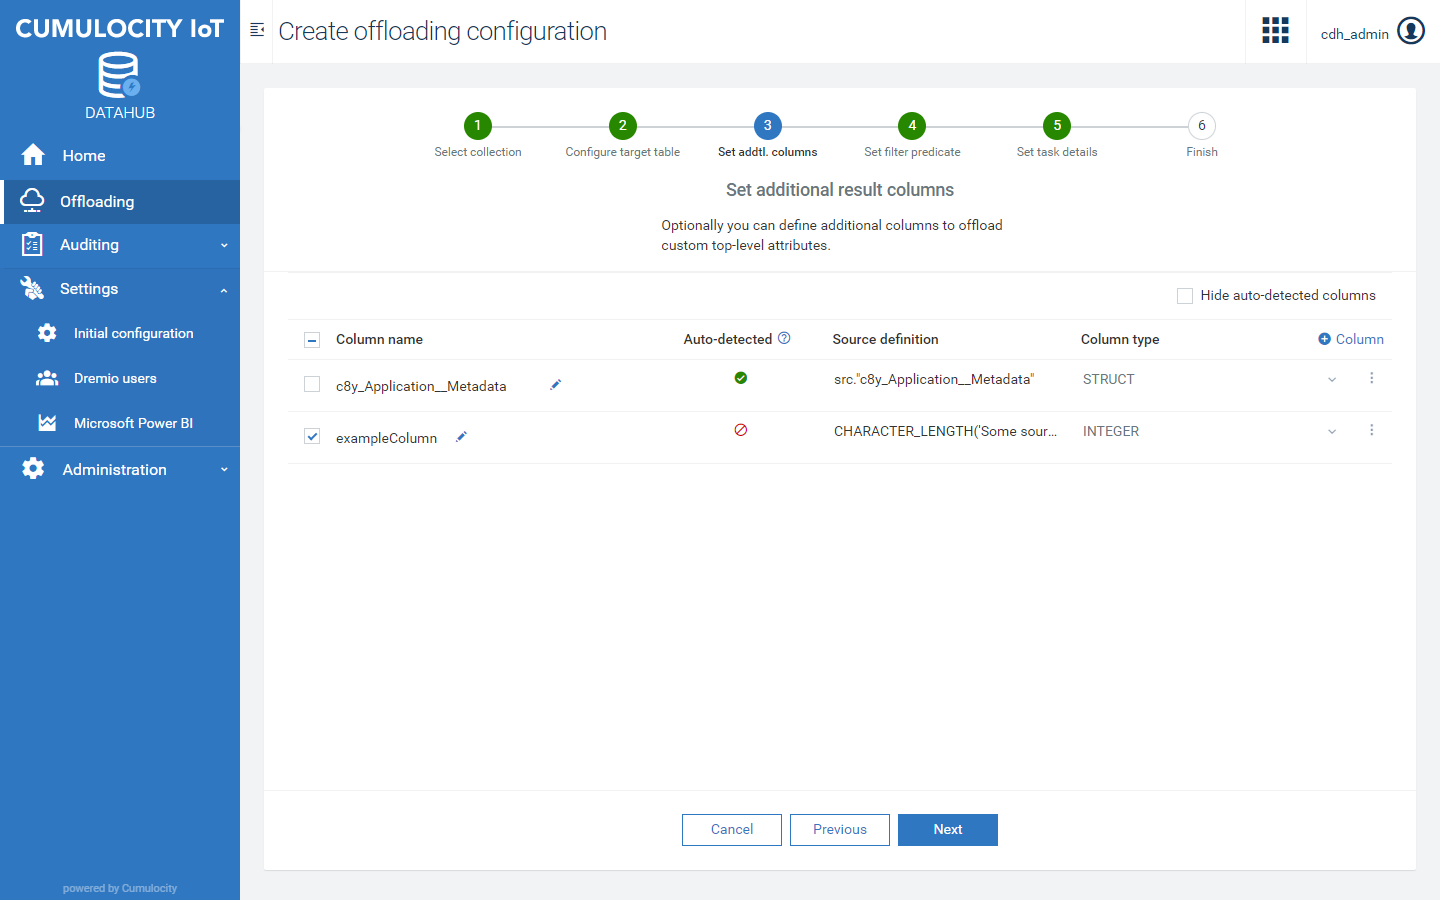 CUMULOCITY IoT
DATAHUB
Home
Offloading
Auditing
Settings
Initial configuration
Dremio users
Microsoft Power BI
Administration
powered by Cumulocity
Create offloading configuration
cdh_admin
1
2
3
4
5
6
Select collection
Configure target table
Set addtl. columns
Set filter predicate
Set task details
Finish
Set additional result columns
Optionally you can define additional columns to offload
custom top-level attributes.
Hide auto-detected columns
Column name
Auto-detected
Source definition
Column type
Column
c8y_Application__Metadata
src."c8y_Application__Metadata"
STRUCT
exampleColumn
CHARACTER_LENGTH('Some sour...
INTEGER
Cancel
Previous
Next